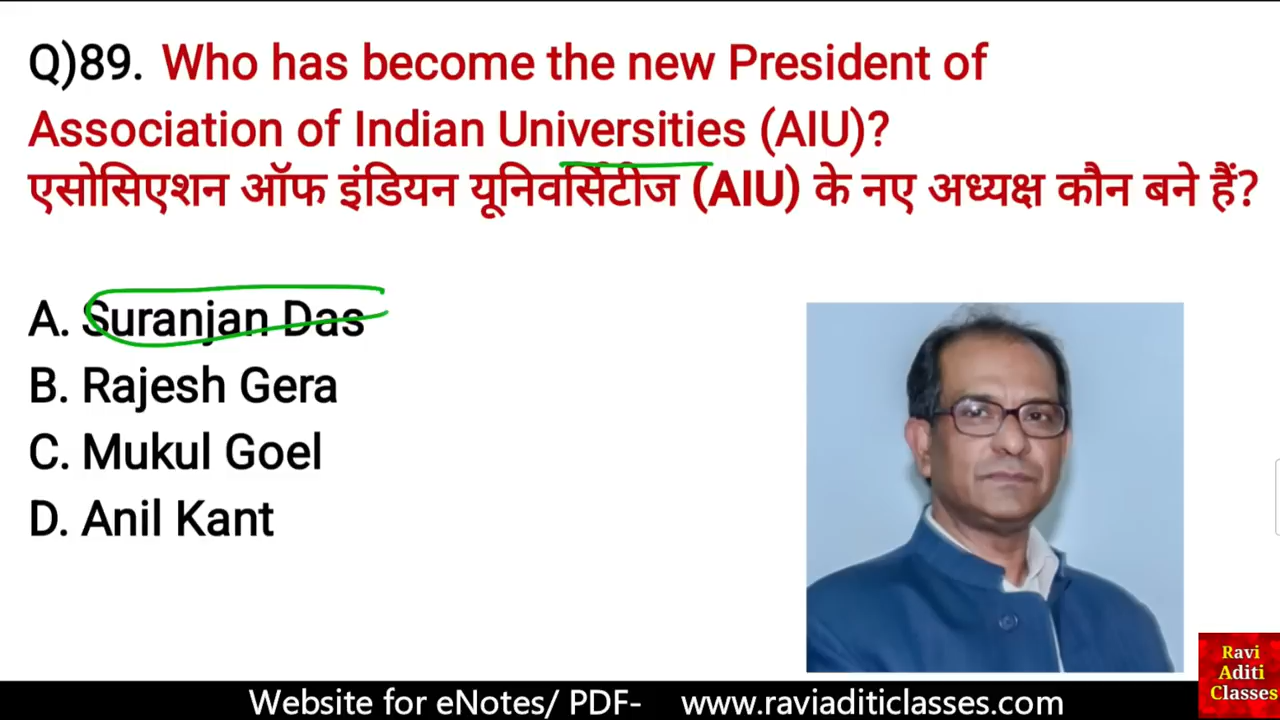 Q)89. Who has become the new President of
Association of Indian Universities (AIU)?
एसोसिएशन ऑफ इंडियन यूनिवर्सिटीज (AIU) के नए अध्यक्ष कौन बने हैं?
A. Suranjan Das
B. Rajesh Gera
C. Mukul Goel
D. Anil Kant
Ravi
Aditi
Classes
Website for eNotes/ PDF- www.raviaditiclasses.com